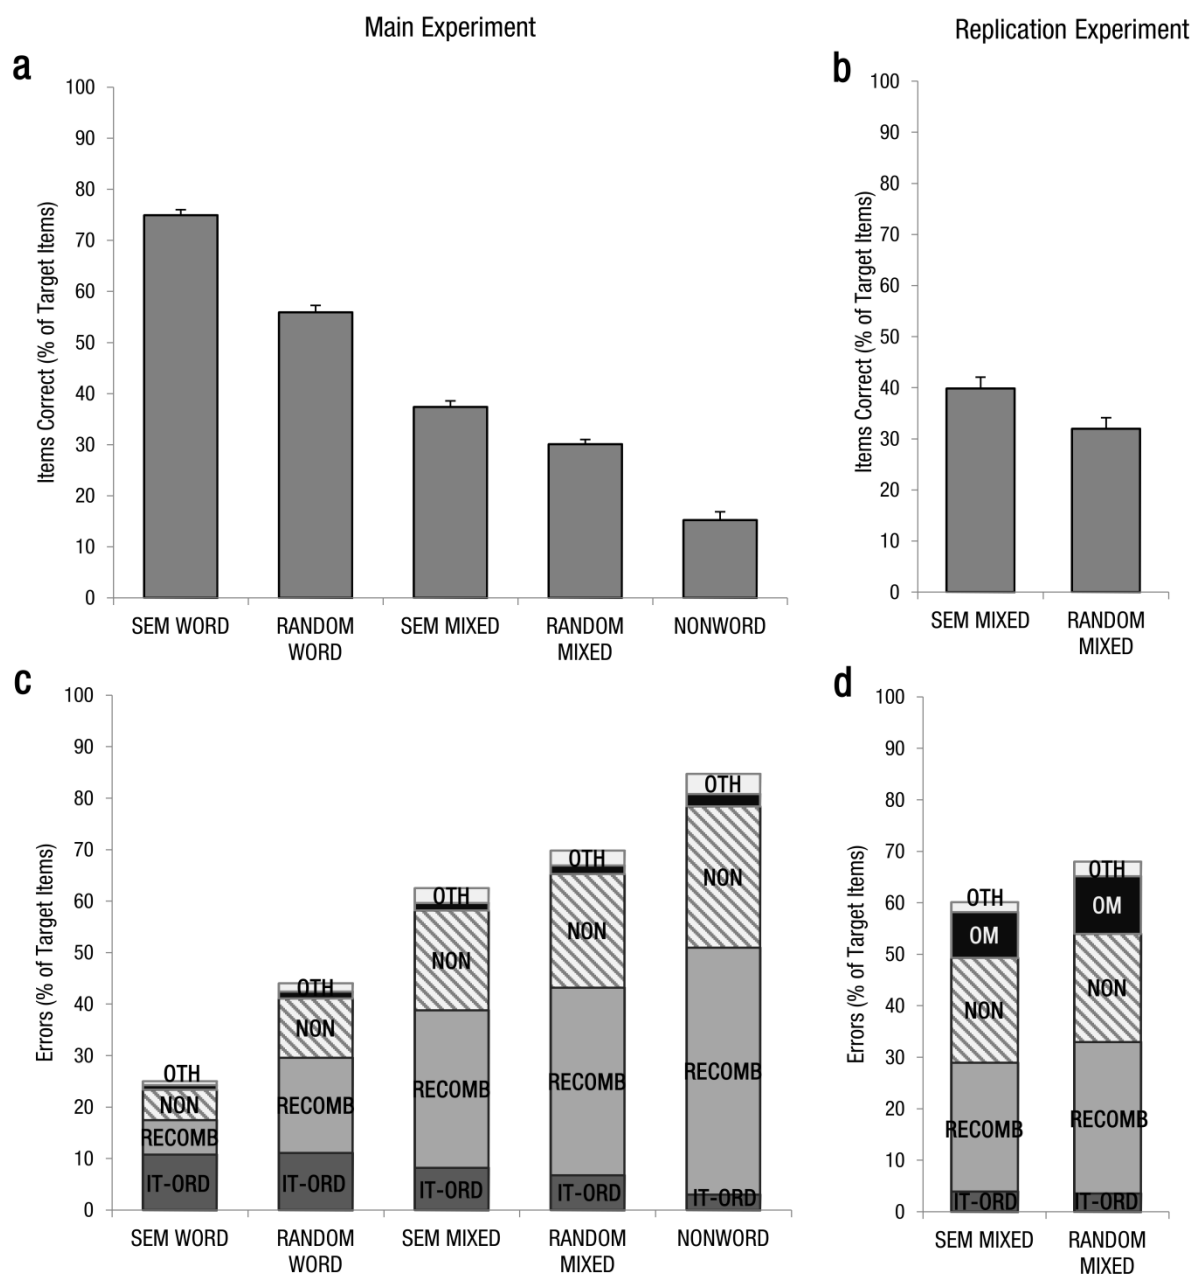 Main Experiment
Replication Experiment
a
Items Correct (% of Target Items)
100
90
80
70
60
50
40
30
20
10
0
SEM WORD
RANDOM
WORD
SEM MIXED
RANDOM
MIXED
NONWORD
b
Items Correct (% of Target Items)
100
90
80
70
60
50
40
30
20
10
0
SEM MIXED
RANDOM
MIXED
c
Errors (% of Target Items)
100
90
80
70
60
50
40
30
20
10
0
OTH
NON
RECOMB
IT-ORD
OTH
NON
RECOMB
IT-ORD
OTH
NON
RECOMB
IT-ORD
OTH
NON
RECOMB
IT-ORD
OTH
NON
RECOMB
IT-ORD
SEM WORD
RANDOM
WORD
SEM MIXED
RANDOM
MIXED
NONWORD
d
Errors (% of Target Items)
100
90
80
70
60
50
40
30
20
10
0
OTH
OM
NON
RECOMB
IT-ORD
OTH
OM
NON
RECOMB
IT-ORD
SEM MIXED
RANDOM
MIXED